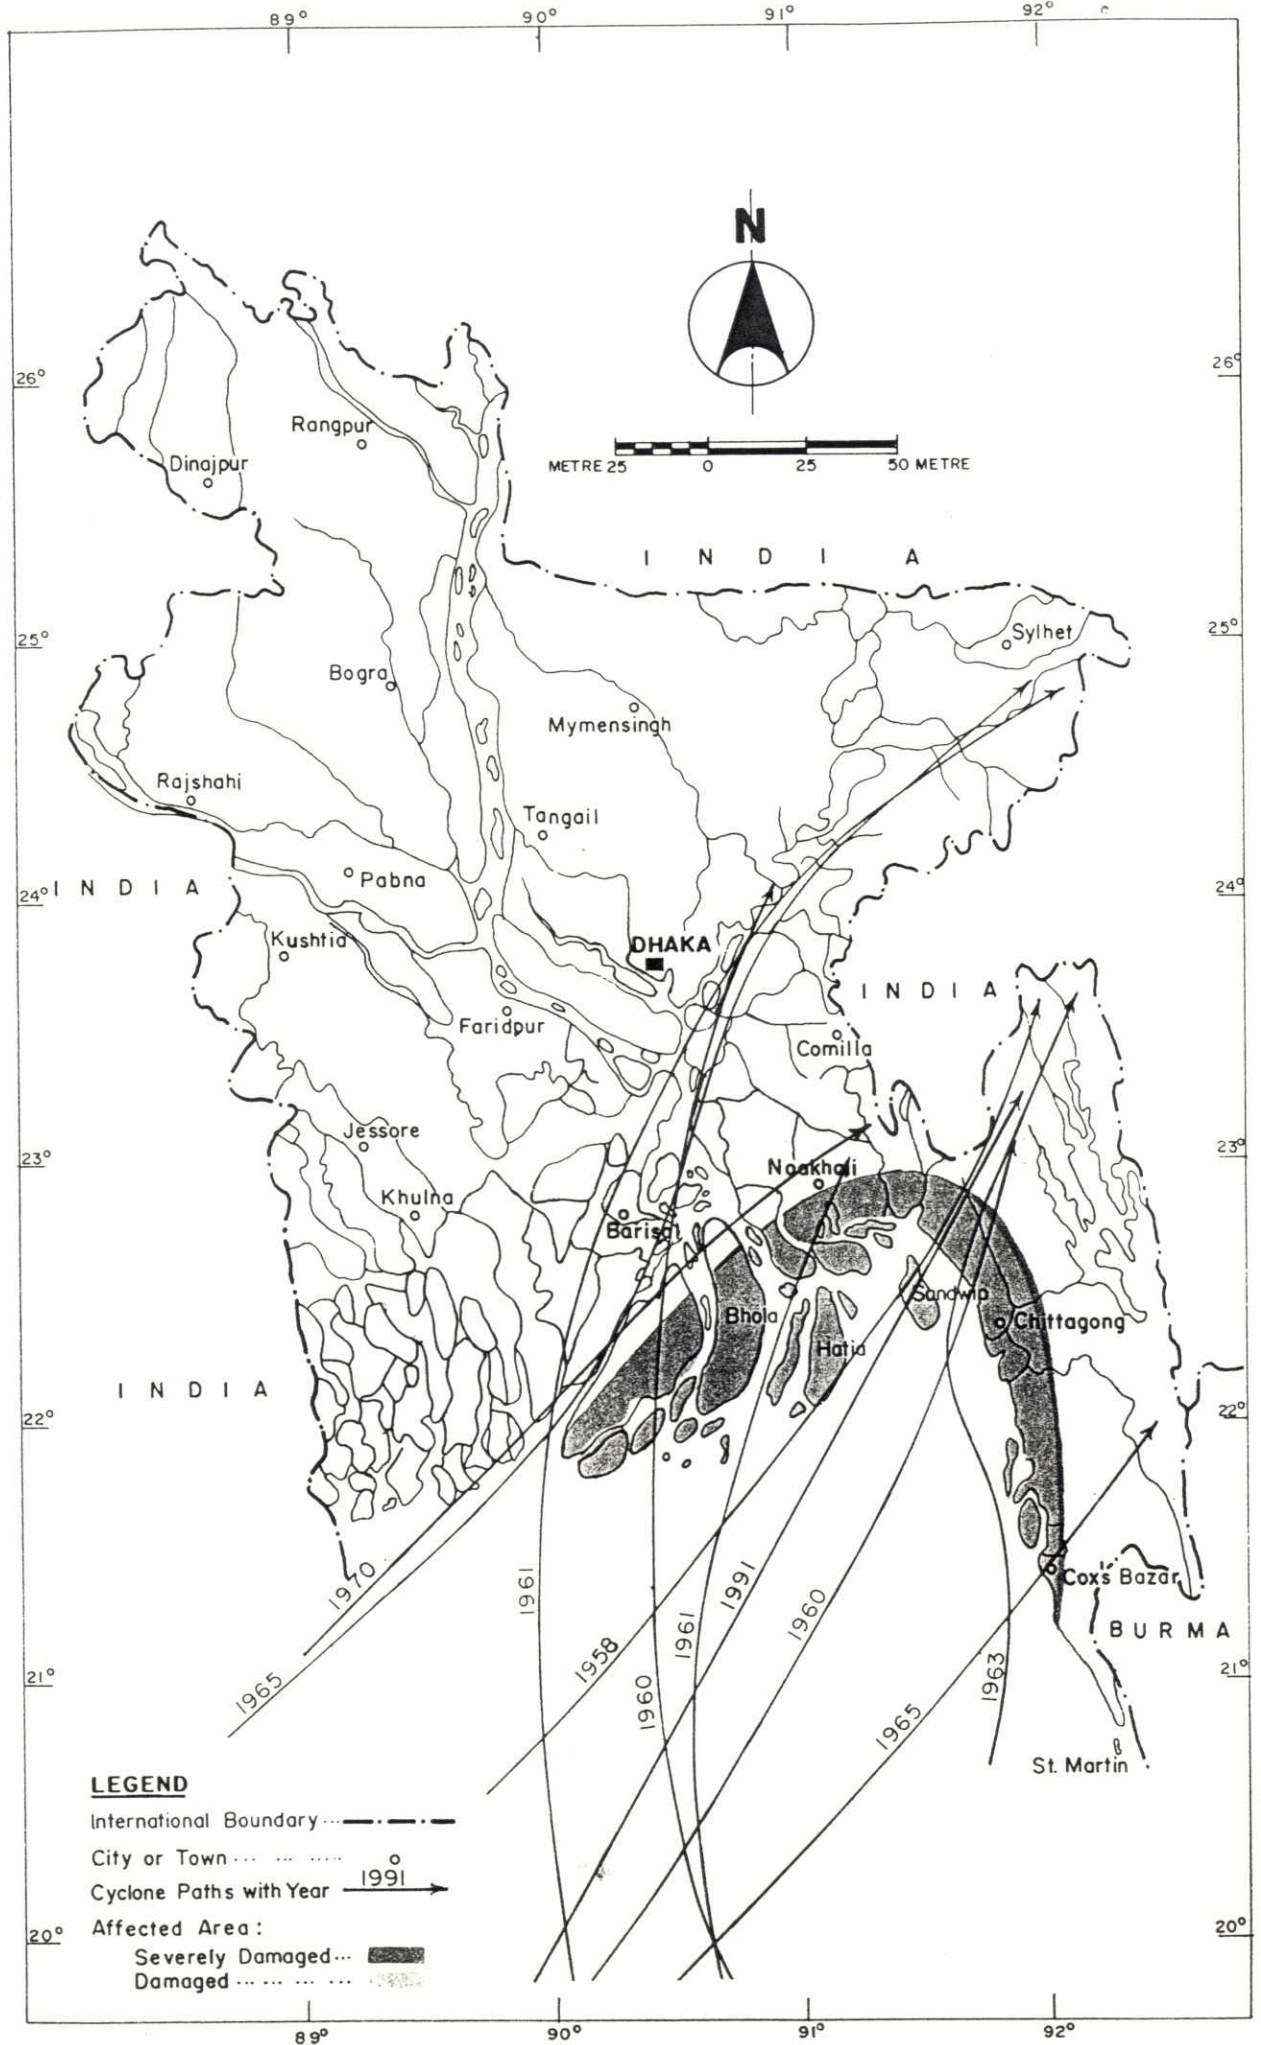 89° 90° 91° 92°
N
26° 26°
Rangpur
Dinajpur
METRE 25 0 25 50 METRE
I N D I A
25° 25°
Sylhet
Bogra
Mymensingh
Rajshahi
Tangail
Pabna
24° I N D I A 24°
Kushtia
DHAKA
I N D I A
Faridpur
Comilla
Jessore
23° 23°
Noakhali
Khulna
Barisal
Sandwip
Bhola
Chittagong
Hatia
I N D I A
22° 22°
1970
1961
1991
Cox's Bazar
1960
1961
BURMA
1958
21° 21°
1965
1960
1963
1965
St. Martin
LEGEND
International Boundary ...
City or Town ... .. .....
1991
Cyclone Paths with Year
Affected Area :
20° 20°
Severely Damaged ...
Damaged ... ... ... ...
89° 90° 91° 92°